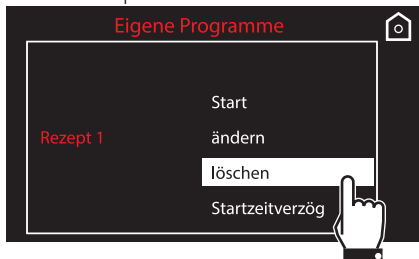 Eigene Programme
Start
Rezept 1
ändern
löschen
Startzeitverzög